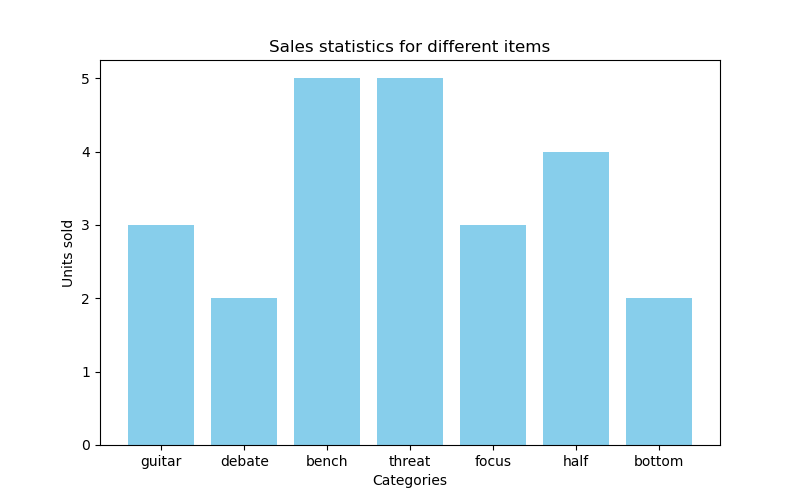 Sales statistics for different items
Units sold
5
4
3
2
1
0
guitar debate bench threat focus half bottom
Categories